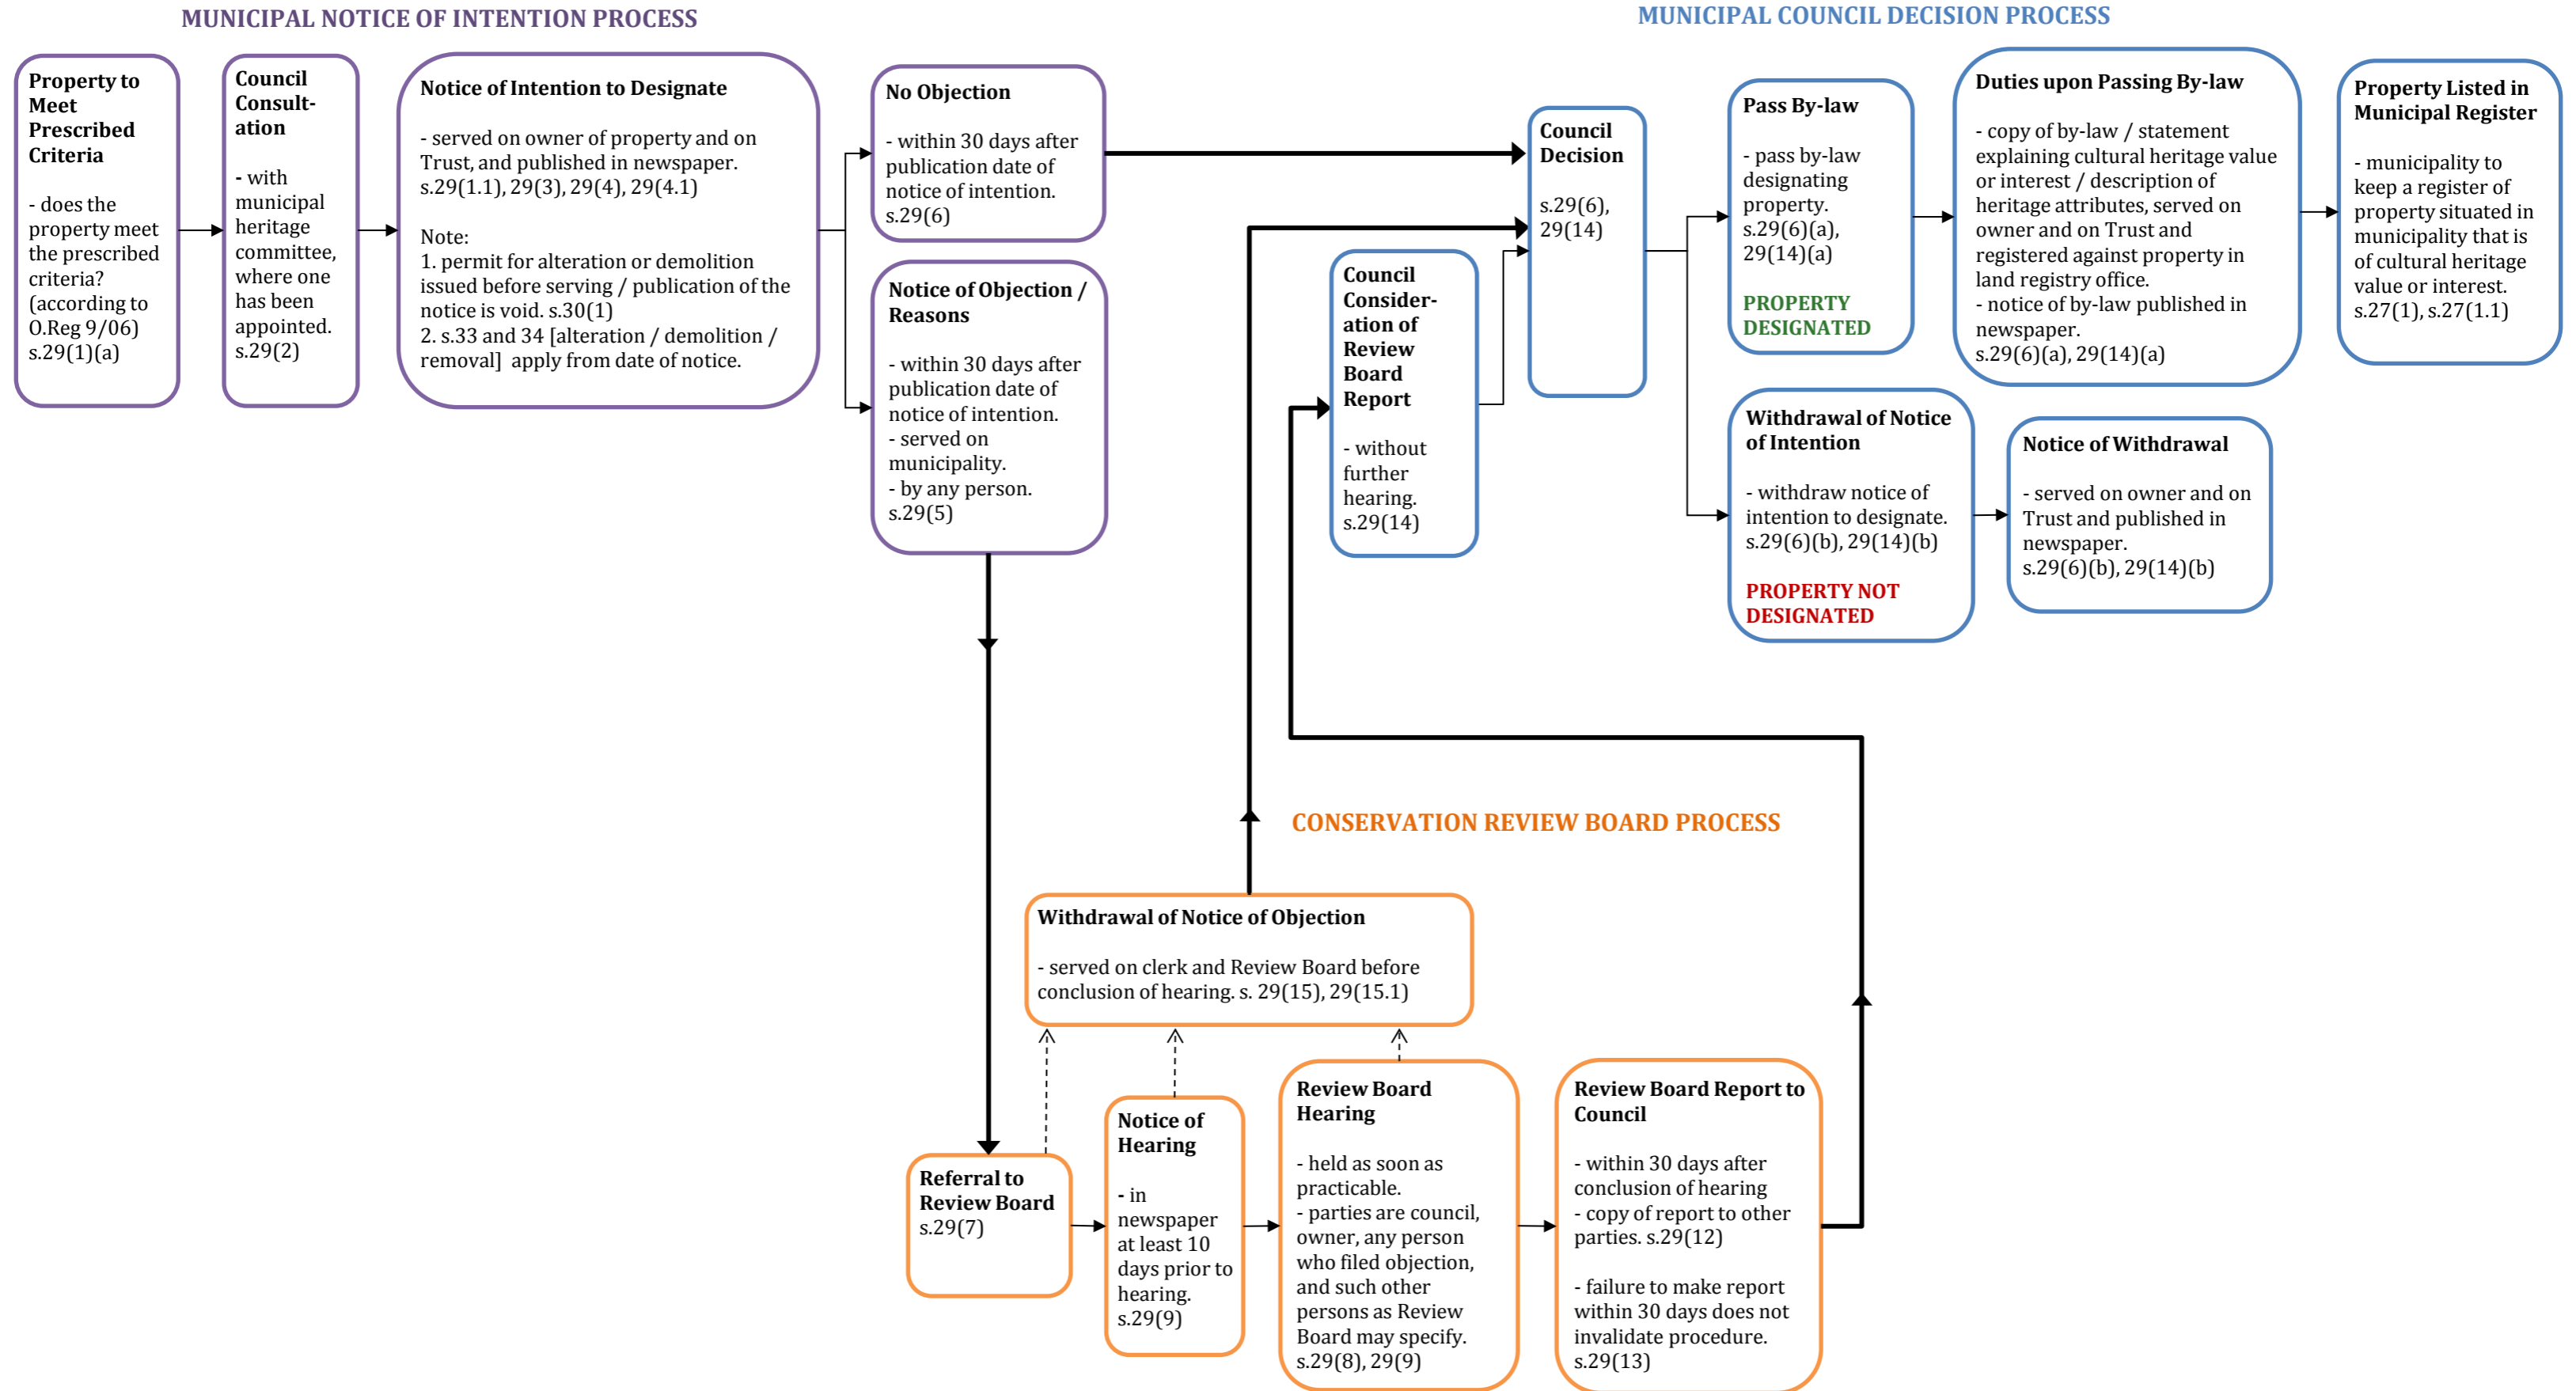 MUNICIPAL NOTICE OF INTENTION PROCESS
MUNICIPAL COUNCIL DECISION PROCESS
Property to
Meet
Prescribed
Criteria
- does the
property meet
the prescribed
criteria?
(according to
O.Reg 9/06)
s.29(1)(a)
Council
Consult-
ation
- with
municipal
heritage
committee,
where one
has been
appointed.
s.29(2)
Notice of Intention to Designate
- served on owner of property and on
Trust, and published in newspaper.
s.29(1.1), 29(3), 29(4), 29(4.1)
Note:
1. permit for alteration or demolition
issued before serving / publication of the
notice is void. s.30(1)
2. s.33 and 34 [alteration / demolition /
removal] apply from date of notice.
No Objection
- within 30 days after
publication date of
notice of intention.
s.29(6)
Notice of Objection /
Reasons
- within 30 days after
publication date of
notice of intention.
- served on
municipality.
- by any person.
s.29(5)
Council
Consider-
ation of
Review
Board
Report
- without
further
hearing.
s.29(14)
Council
Decision
s.29(6),
29(14)
Pass By-law
- pass by-law
designating
property.
s.29(6)(a),
29(14)(a)
PROPERTY
DESIGNATED
Duties upon Passing By-law
- copy of by-law / statement
explaining cultural heritage value
or interest / description of
heritage attributes, served on
owner and on Trust and
registered against property in
land registry office.
- notice of by-law published in
newspaper.
s.29(6)(a), 29(14)(a)
Property Listed in
Municipal Register
- municipality to
keep a register of
property situated in
municipality that is
of cultural heritage
value or interest.
s.27(1), s.27(1.1)
Withdrawal of Notice
of Intention
- withdraw notice of
intention to designate.
s.29(6)(b), 29(14)(b)
PROPERTY NOT
DESIGNATED
Notice of Withdrawal
- served on owner and on
Trust and published in
newspaper.
s.29(6)(b), 29(14)(b)
CONSERVATION REVIEW BOARD PROCESS
Withdrawal of Notice of Objection
- served on clerk and Review Board before
conclusion of hearing. s. 29(15), 29(15.1)
Referral to
Review Board
s.29(7)
Notice of
Hearing
- in
newspaper
at least 10
days prior to
hearing.
s.29(9)
Review Board
Hearing
- held as soon as
practicable.
- parties are council,
owner, any person
who filed objection,
and such other
persons as Review
Board may specify.
s.29(8), 29(9)
Review Board Report to
Council
- within 30 days after
conclusion of hearing
- copy of report to other
parties. s.29(12)
- failure to make report
within 30 days does not
invalidate procedure.
s.29(13)